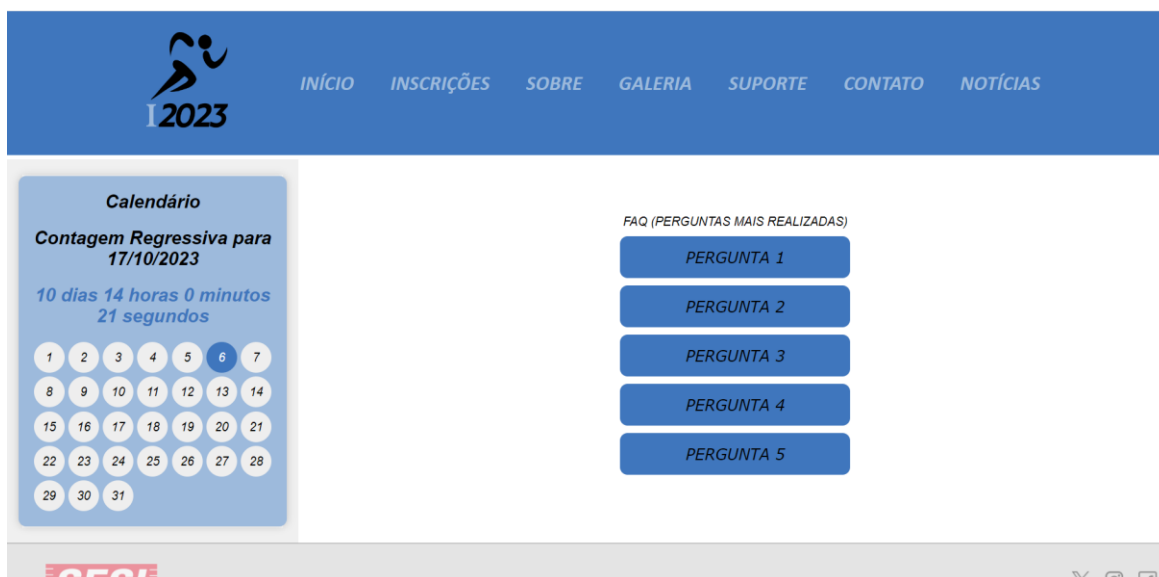 I 2023
INÍCIO INSCRIÇÕES SOBRE GALERIA SUPORTE CONTATO NOTÍCIAS
Calendário
Contagem Regressiva para
17/10/2023
10 dias 14 horas 0 minutos
21 segundos
1 2 3 4 5 6 7
8 9 10 11 12 13 14
15 16 17 18 19 20 21
22 23 24 25 26 27 28
29 30 31
FAQ (PERGUNTAS MAIS REALIZADAS)
PERGUNTA 1
PERGUNTA 2
PERGUNTA 3
PERGUNTA 4
PERGUNTA 5